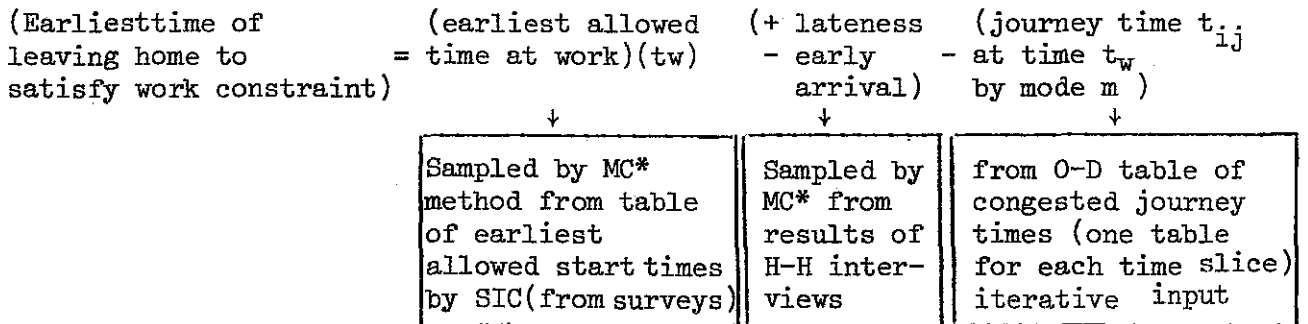 (Earliesttime of (earliest allowed (+ lateness (journey time t_ij
leaving home to = time at work)(tw) - early - at time t_w
satisfy work constraint) arrival) by mode m )
↓ ↓ ↓
Sampled by MC*
method from table
of earliest
allowed start times
by SIC(from surveys)
Sampled by
MC* from
results of
H-H inter-
views
from O-D table of
congested journey
times (one table
for each time slice)
iterative input